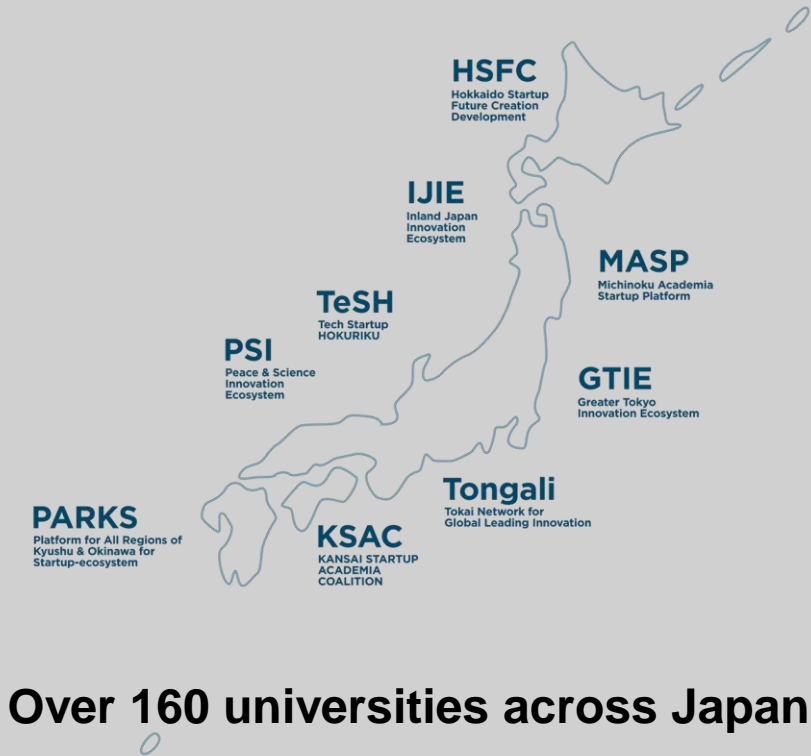 HSFC
Hokkaido Startup
Future Creation
Development
IJIE
Inland Japan
Innovation
Ecosystem
MASP
Michinoku Academia
Startup Platform
TeSH
Tech Startup
HOKURIKU
PSI
Peace & Science
Innovation
Ecosystem
GTIE
Greater Tokyo
Innovation Ecosystem
Tongali
Tokai Network for
Global Leading Innovation
PARKS
Platform for All Regions of
Kyushu & Okinawa for
Startup-ecosystem
KSAC
KANSAI STARTUP
ACADEMIA
COALITION
Over 160 universities across Japan